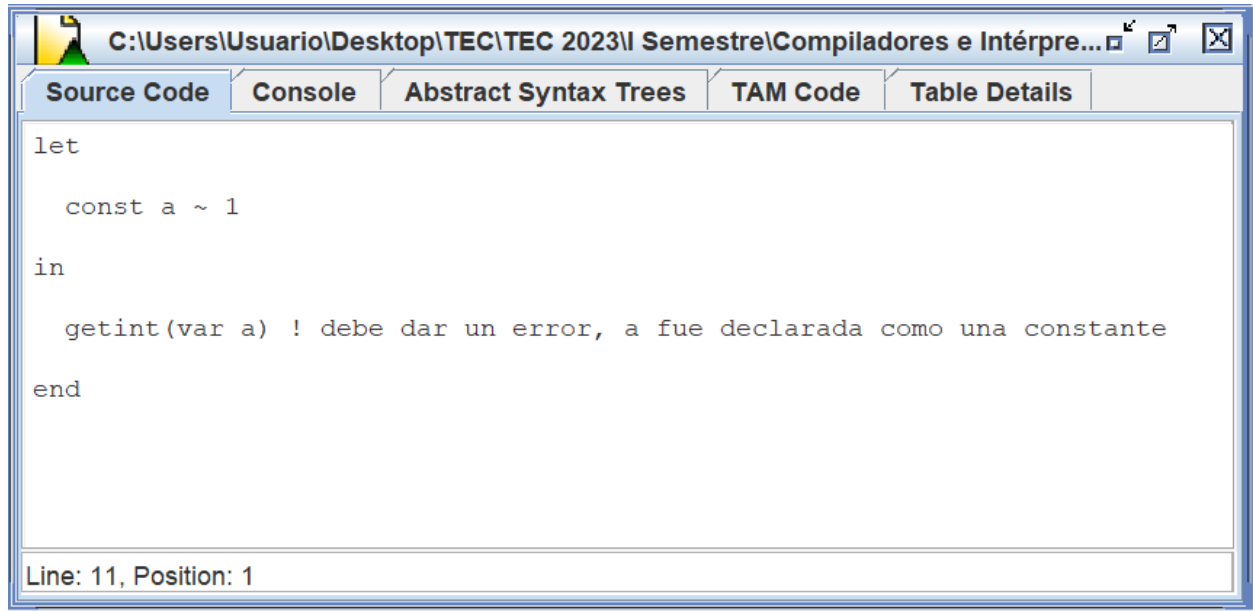 C:\Users\Usuario\Desktop\TEC\TEC 2023\I Semestre\Compiladores e Intérpre...
Source Code Console Abstract Syntax Trees TAM Code Table Details
let
const a ~ 1
in
getint(var a) ! debe dar un error, a fue declarada como una constante
end
Line: 11, Position: 1